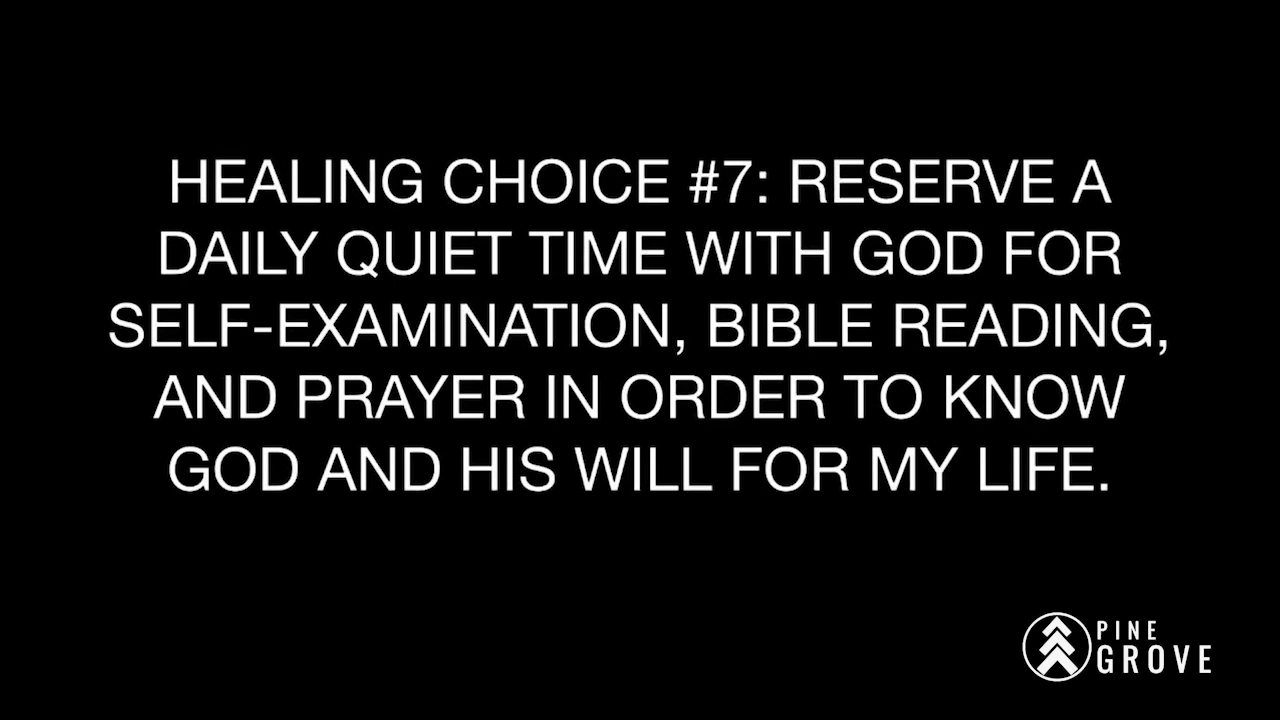 HEALING CHOICE #7: RESERVE A
DAILY QUIET TIME WITH GOD FOR
SELF-EXAMINATION, BIBLE READING,
AND PRAYER IN ORDER TO KNOW
GOD AND HIS WILL FOR MY LIFE.
PINE
GROVE